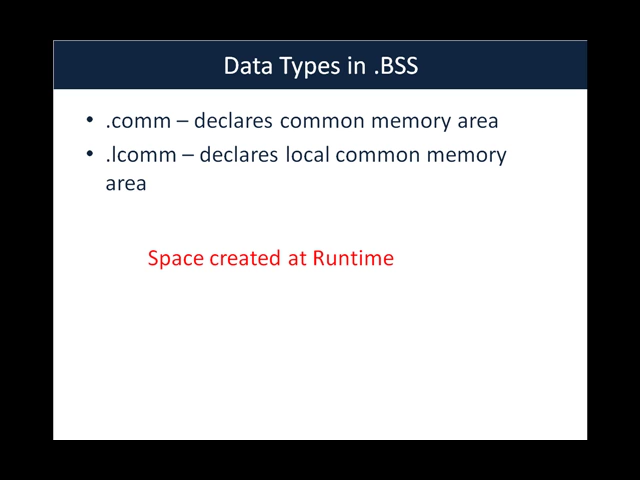 Data Types in .BSS
• .comm – declares common memory area
• .lcomm – declares local common memory
area
Space created at Runtime